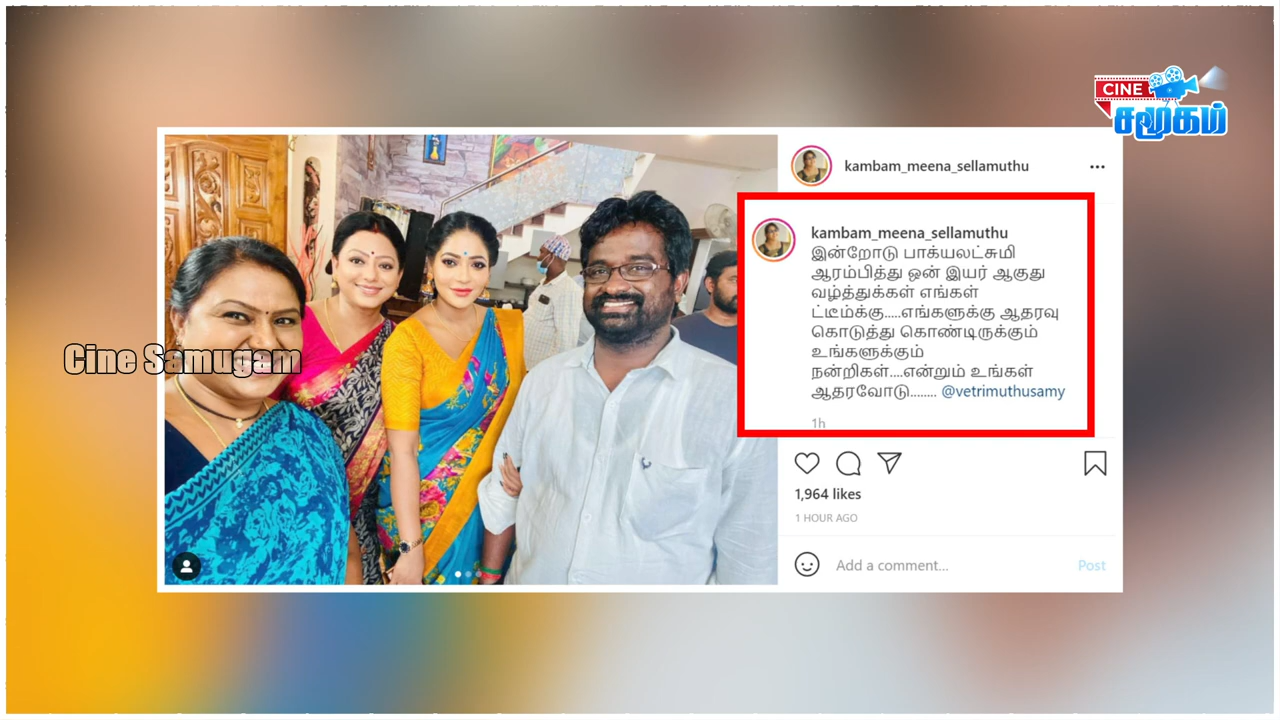 CINE
சமூகம்
kambam_meena_sellamuthu
kambam_meena_sellamuthu
இன்றோடு பாக்யலட்சுமி
ஆரம்பித்து ஒன் இயர் ஆகுது
வழ்த்துக்கள் எங்கள்
ட்டீம்க்கு.....எங்களுக்கு ஆதரவு
கொடுத்து கொண்டிருக்கும்
உங்களுக்கும்
நன்றிகள்....என்றும் உங்கள்
ஆதரவோடு........ @vetrimuthusamy
1h
Cine Samugam
1,964 likes
1 HOUR AGO
Add a comment... Post